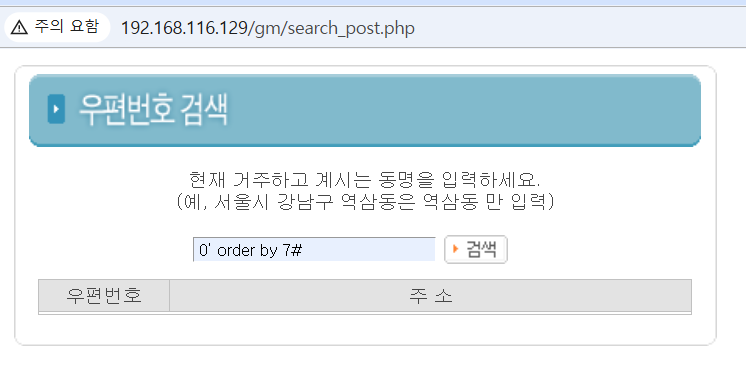 주의 요함 192.168.116.129/gm/search_post.php
우편번호 검색
현재 거주하고 계시는 동명을 입력하세요.
(예, 서울시 강남구 역삼동은 역삼동 만 입력)
0' order by 7# 검색
우편번호 주 소